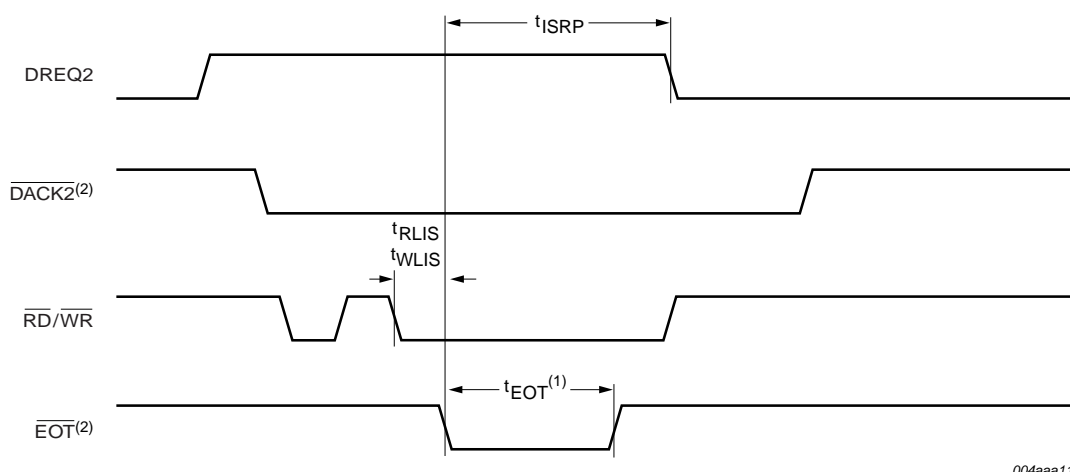 tISRP
DREQ2
DACK2(2)
tRLIS
tWLIS
RD/WR
tEOT(1)
EOT(2)